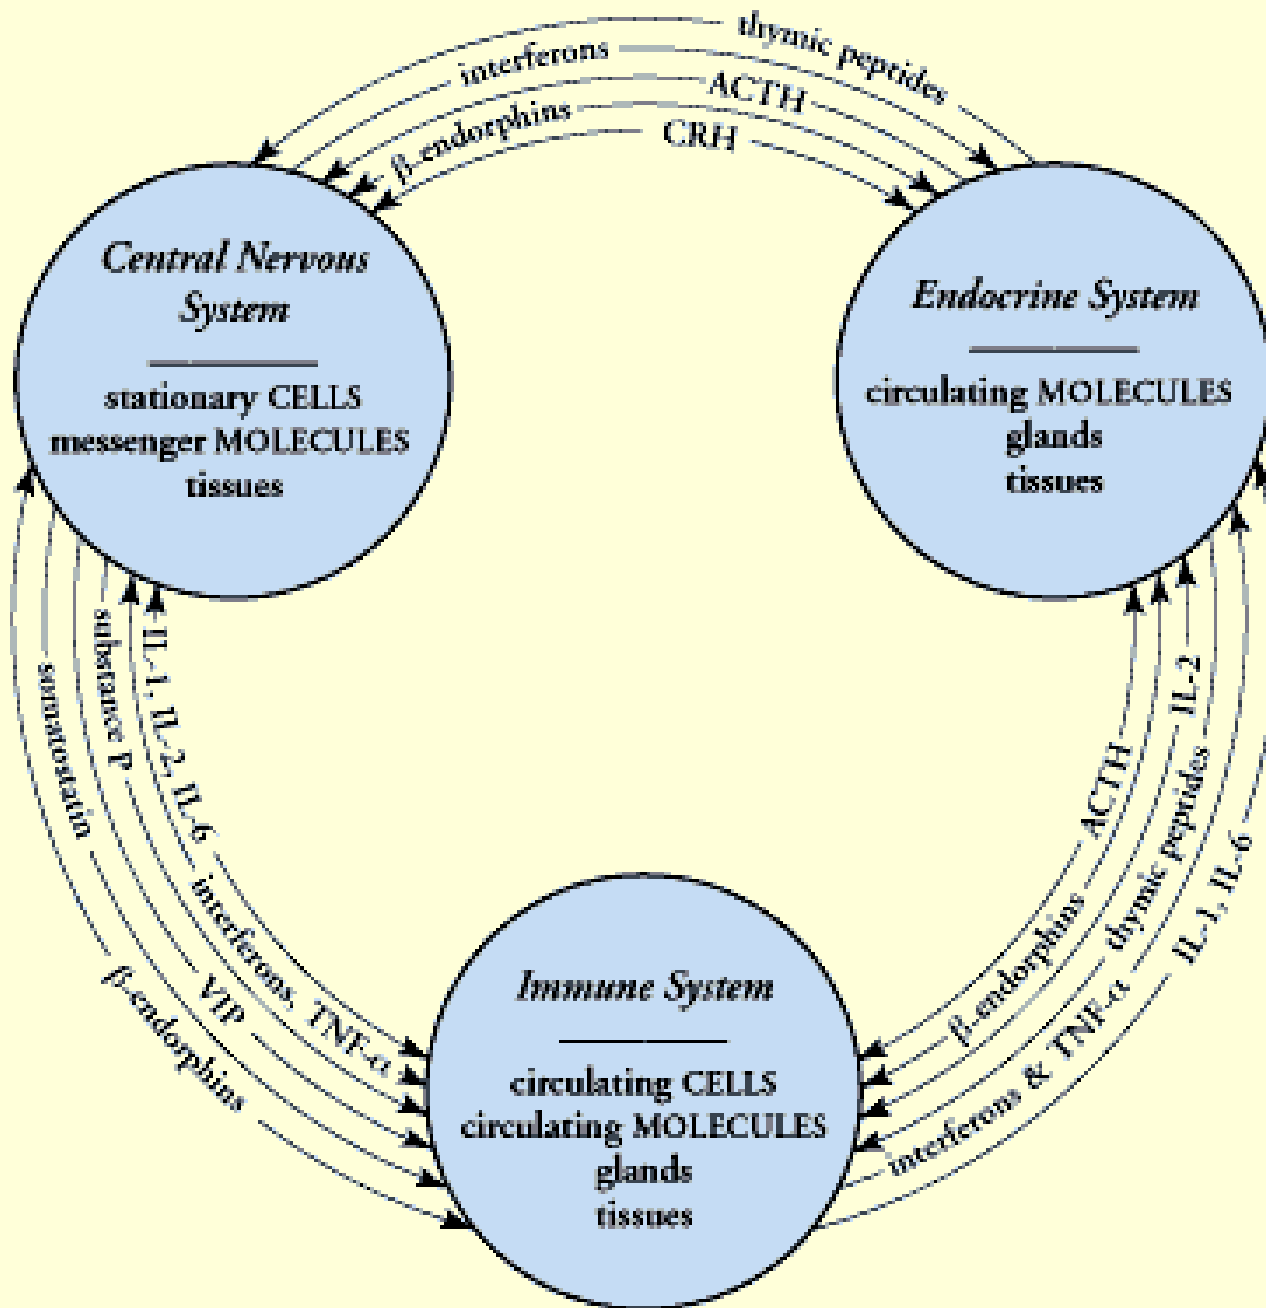 thymic peptides
interferons
ACTH
β-endorphins
CRH
Central Nervous
System
stationary CELLS
messenger MOLECULES
tissues
Endocrine System
circulating MOLECULES
glands
tissues
IL-1, IL-2, IL-6
substance P
somatostatin
interferons, TNF-α
VIP
β-endorphins
IL-2
ACTH
thymic peptides
IL-1, IL-6
β-endorphins
interferons & TNF-α
Immune System
circulating CELLS
circulating MOLECULES
glands
tissues